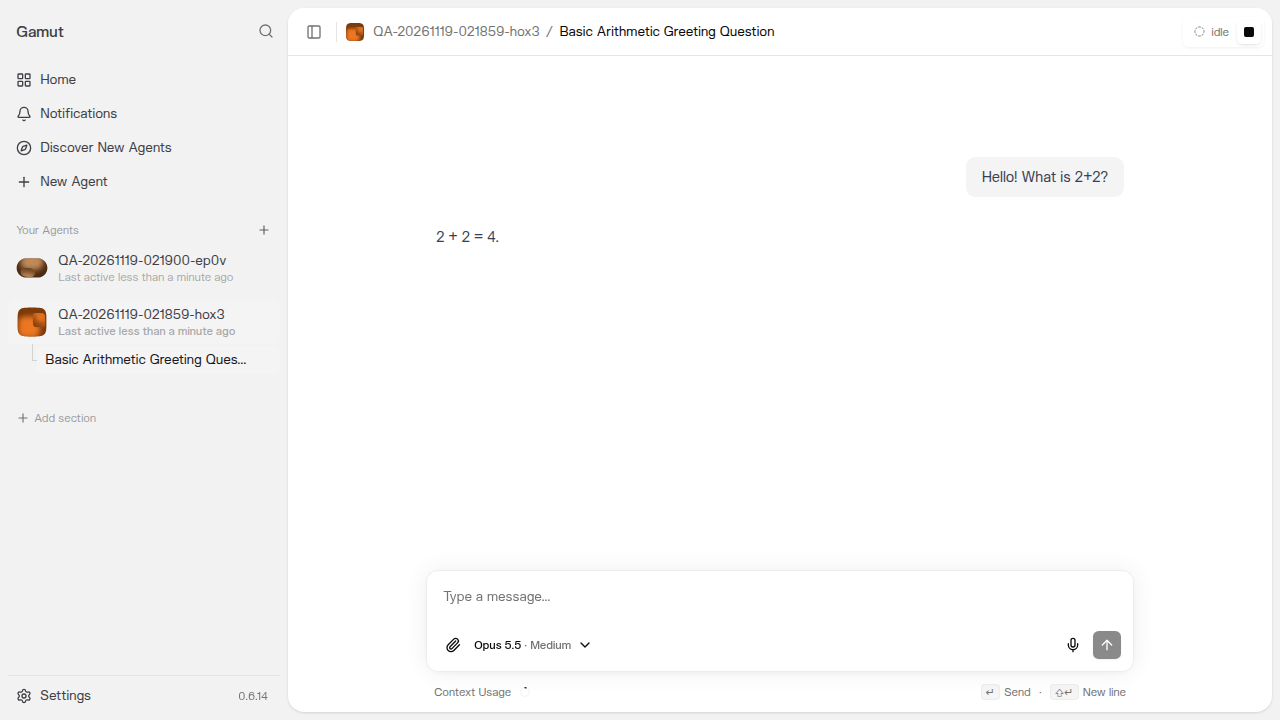 Gamut
Home
Notifications
Discover New Agents
New Agent
Your Agents
QA-20261119-021900-ep0v
Last active less than a minute ago
QA-20261119-021859-hox3
Last active less than a minute ago
Basic Arithmetic Greeting Ques...
Add section
Settings
0.6.14
QA-20261119-021859-hox3 / Basic Arithmetic Greeting Question
idle
Hello! What is 2+2?
2 + 2 = 4.
Type a message...
Opus 5.5 · Medium
Context Usage
↵ Send · ⇧↵ New line